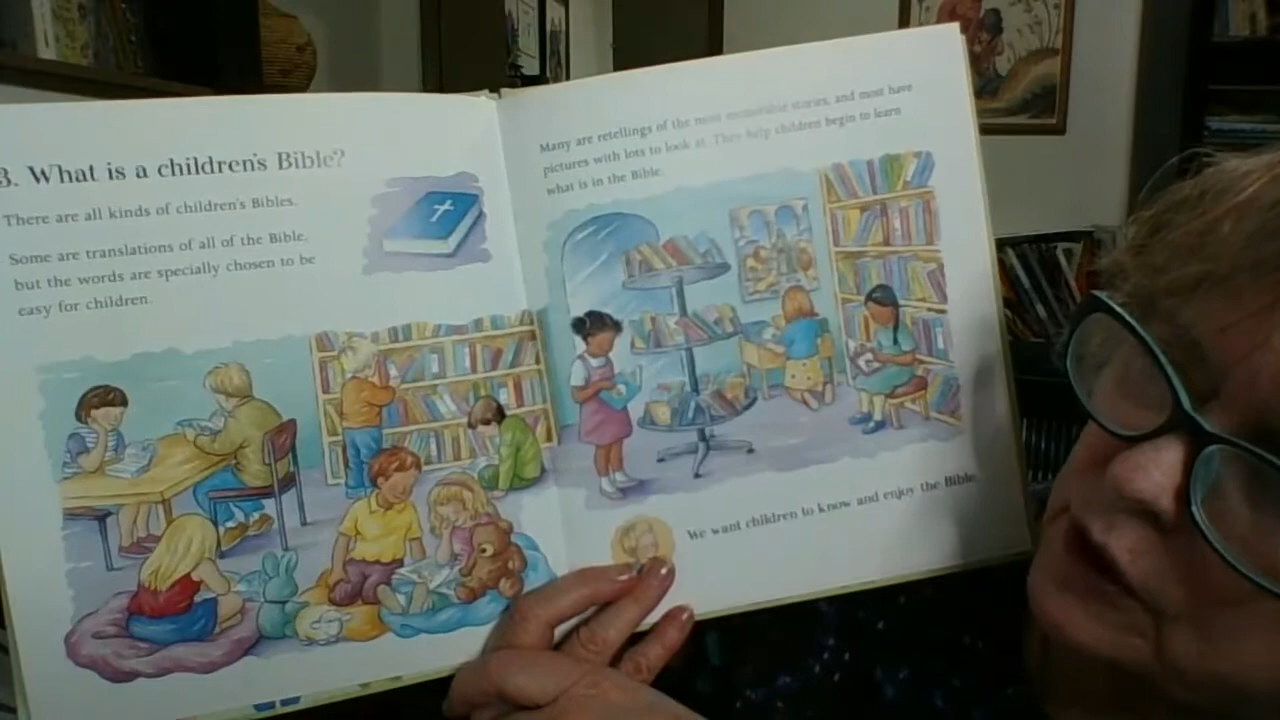 3. What is a children's Bible?
There are all kinds of children's Bibles.
Some are translations of all of the Bible,
but the words are specially chosen to be
easy for children.
Many are retellings of the most memorable stories, and most have
pictures with lots to look at. They help children begin to learn
what is in the Bible.
We want children to know and enjoy the Bible.